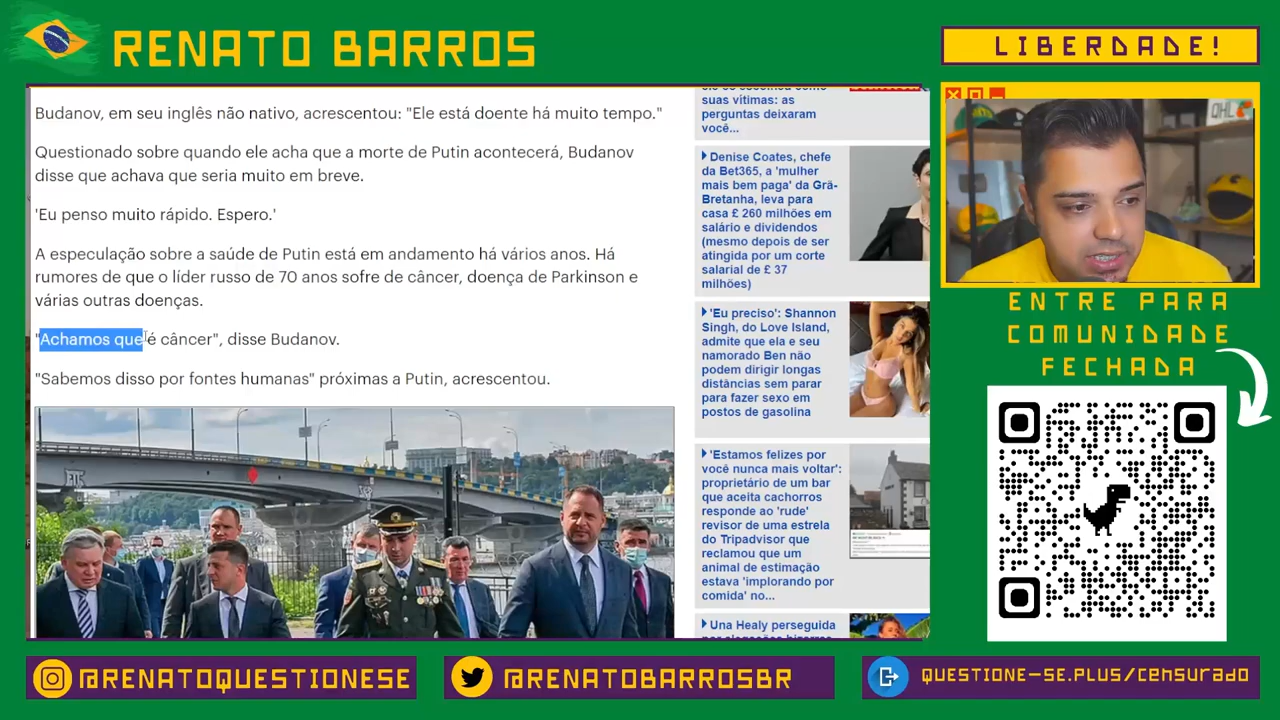 RENATO BARROS
LIBERDADE!
Budanov, em seu inglês não nativo, acrescentou: "Ele está doente há muito tempo."
Questionado sobre quando ele acha que a morte de Putin acontecerá, Budanov
disse que achava que seria muito em breve.
'Eu penso muito rápido. Espero.'
A especulação sobre a saúde de Putin está em andamento há vários anos. Há
rumores de que o líder russo de 70 anos sofre de câncer, doença de Parkinson e
várias outras doenças.
"Achamos que é câncer", disse Budanov.
"Sabemos disso por fontes humanas" próximas a Putin, acrescentou.
suas vítimas: as
perguntas deixaram
você...
Denise Coates, chefe
da Bet365, a 'mulher
mais bem paga' da Grã-
Bretanha, leva para
casa £ 260 milhões em
salário e dividendos
(mesmo depois de ser
atingida por um corte
salarial de £ 37
milhões)
'Eu preciso': Shannon
Singh, do Love Island,
admite que ela e seu
namorado Ben não
podem dirigir longas
distâncias sem parar
para fazer sexo em
postos de gasolina
'Estamos felizes por
você nunca mais voltar':
proprietário de um bar
que aceita cachorros
responde ao 'rude'
revisor de uma estrela
do Tripadvisor que
reclamou que um
animal de estimação
estava 'implorando por
comida' no...
Una Healy perseguida
ENTRE PARA
COMUNIDADE
FECHADA
@RENATOQUESTIONESE
@RENATOBARROSBR
QUESTIONE-SE.PLUS/censurado